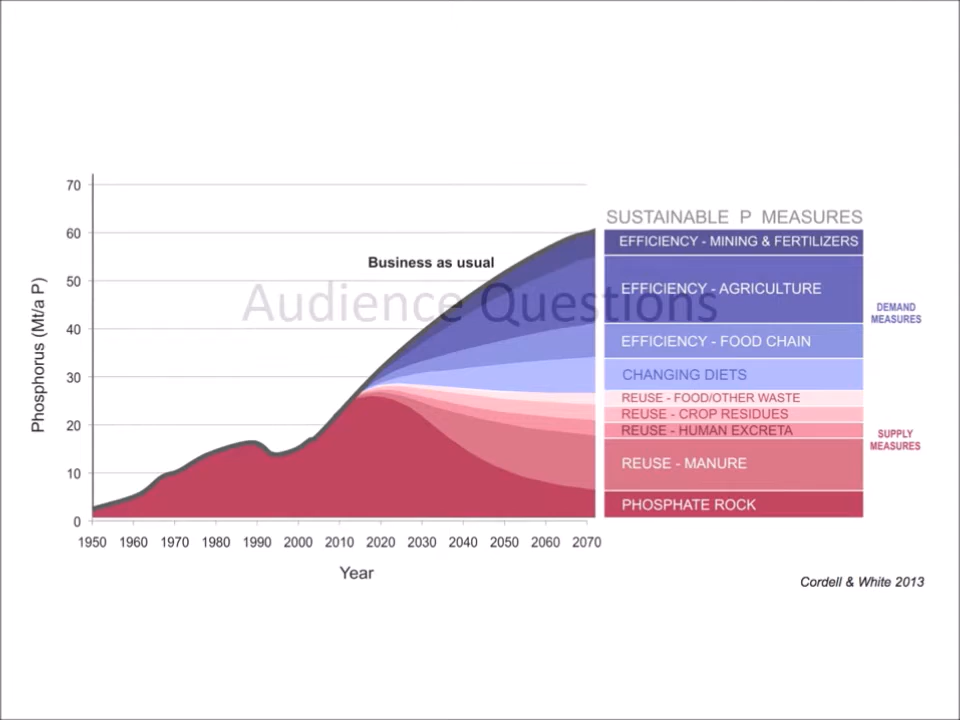 70
60
50
40
30
20
10
0
Phosphorus (Mt/a P)
1950 1960 1970 1980 1990 2000 2010 2020 2030 2040 2050 2060 2070
Year
Business as usual
Audience Questions
SUSTAINABLE P MEASURES
EFFICIENCY - MINING & FERTILIZERS
EFFICIENCY - AGRICULTURE
EFFICIENCY - FOOD CHAIN
CHANGING DIETS
REUSE - FOOD/OTHER WASTE
REUSE - CROP RESIDUES
REUSE - HUMAN EXCRETA
REUSE - MANURE
PHOSPHATE ROCK
DEMAND
MEASURES
SUPPLY
MEASURES
Cordell & White 2013